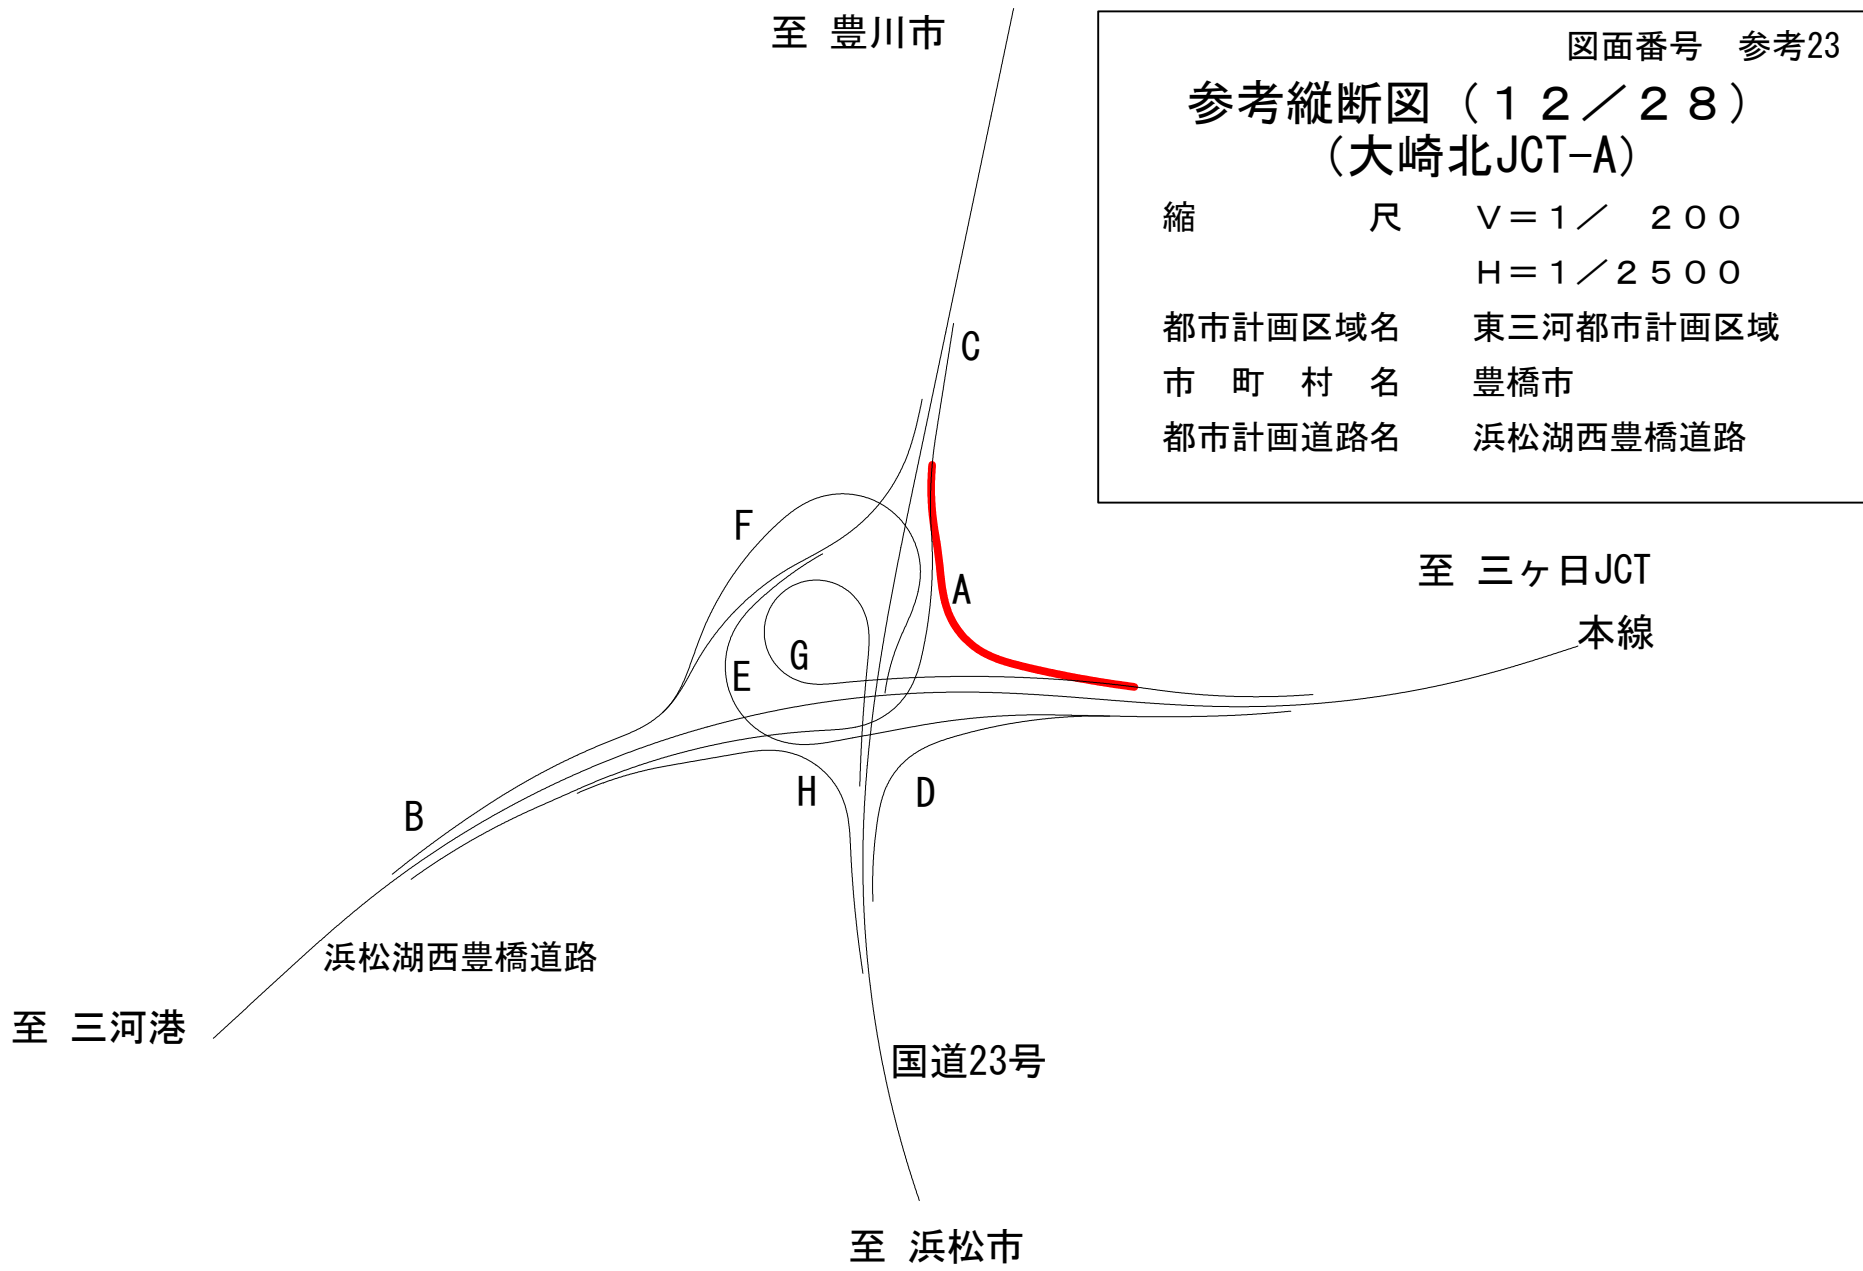 至 豊川市
図面番号 参考23
参考縦断図（１２／２８）
（大崎北JCT-A）
縮 尺 Ｖ＝１／ ２００
Ｈ＝１／２５００
都市計画区域名 東三河都市計画区域
市 町 村 名 豊橋市
都市計画道路名 浜松湖西豊橋道路
C
F
A
至 三ヶ日JCT
本線
G
E
H
D
B
浜松湖西豊橋道路
至 三河港
国道23号
至 浜松市